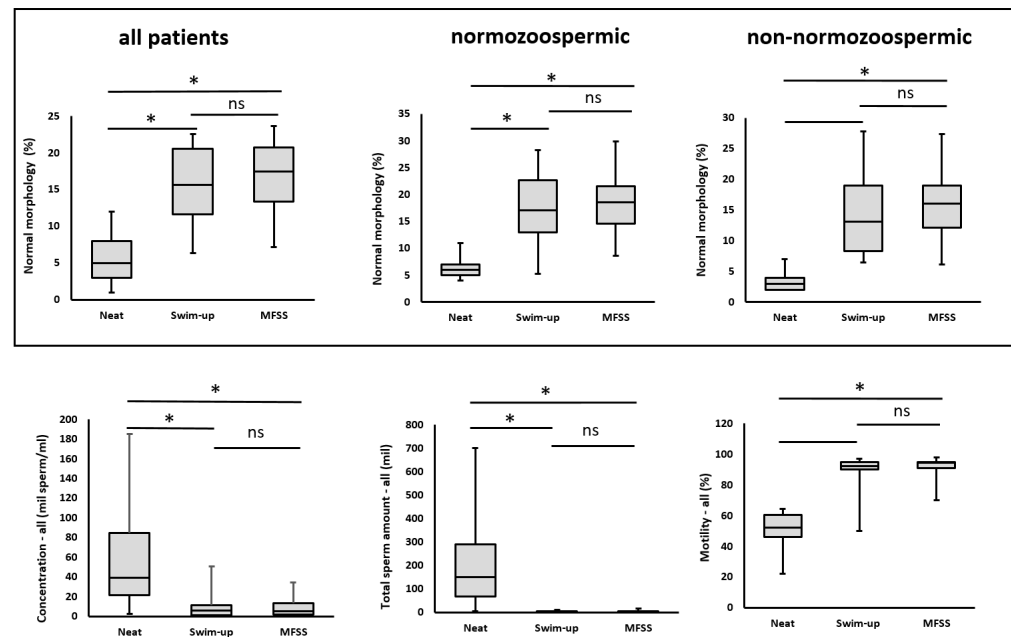 all patients
normozoospermic
non-normozoospermic
*
*
ns
Normal morphology (%)
25
20
15
10
5
0
Neat
Swim-up
MFSS
*
*
ns
Normal morphology (%)
35
30
25
20
15
10
5
0
Neat
Swim-up
MFSS
*
ns
Normal morphology (%)
30
25
20
15
10
5
0
Neat
Swim-up
MFSS
*
*
ns
Concentration - all (mil sperm/ml)
200
180
160
140
120
100
80
60
40
20
0
Neat
Swim-up
MFSS
*
*
ns
Total sperm amount - all (mil)
800
700
600
500
400
300
200
100
0
Neat
Swim-up
MFSS
*
ns
Motility - all (%)
120
100
80
60
40
20
0
Neat
Swim-up
MFSS